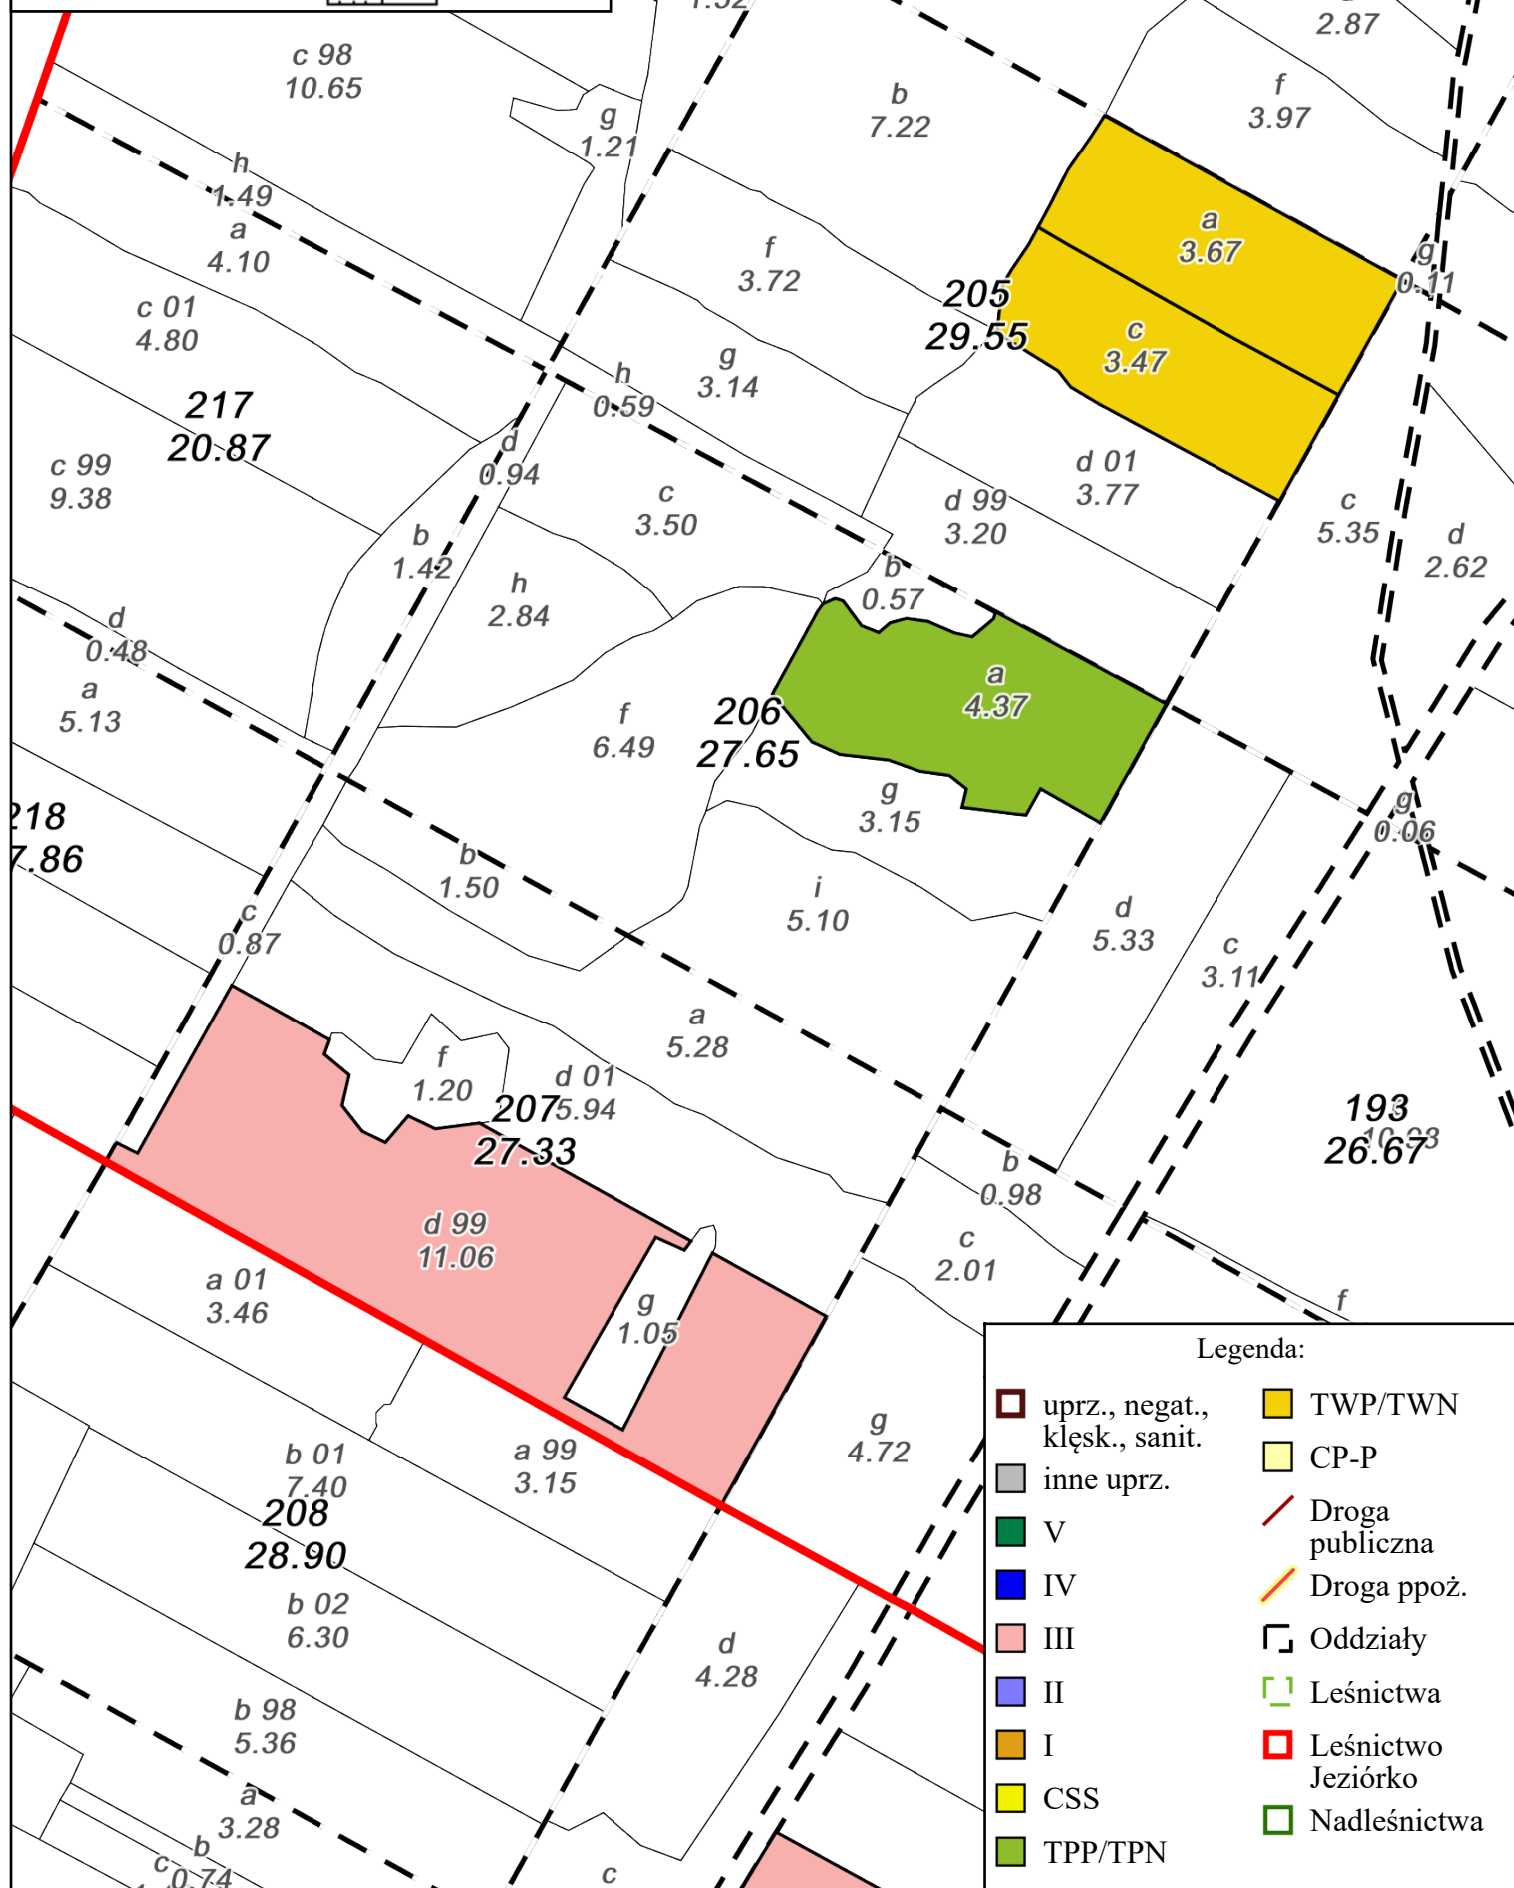 c 98
10.65
g
1.21
b
7.22
2.87
f
3.97
h
1.49
a
4.10
a
3.67
g
0.11
f
3.72
205
29.55
c 01
4.80
c
3.47
g
3.14
h
0.59
217
20.87
c 99
9.38
d
0.94
c
3.50
d 01
3.77
d 99
3.20
c
5.35
d
2.62
b
1.42
h
2.84
b
0.57
d
0.48
a
5.13
a
4.37
f
6.49
206
27.65
g
3.15
g
0.06
218
7.86
b
1.50
i
5.10
d
5.33
c
0.87
c
3.11
a
5.28
f
1.20
d 01
5.94
207
27.33
193
26.67
b
0.98
d 99
11.06
c
2.01
a 01
3.46
g
1.05
f
g
4.72
a 99
3.15
b 01
7.40
208
28.90
b 02
6.30
d
4.28
b 98
5.36
a
3.28
b
0.74
c
c
Legenda:
uprz., negat.,
klęsk., sanit.
inne uprz.
V
IV
III
II
I
CSS
TPP/TPN
TWP/TWN
CP-P
Droga
publiczna
Droga ppoż.
Oddziały
Leśnictwa
Leśnictwo
Jeziórko
Nadleśnictwa